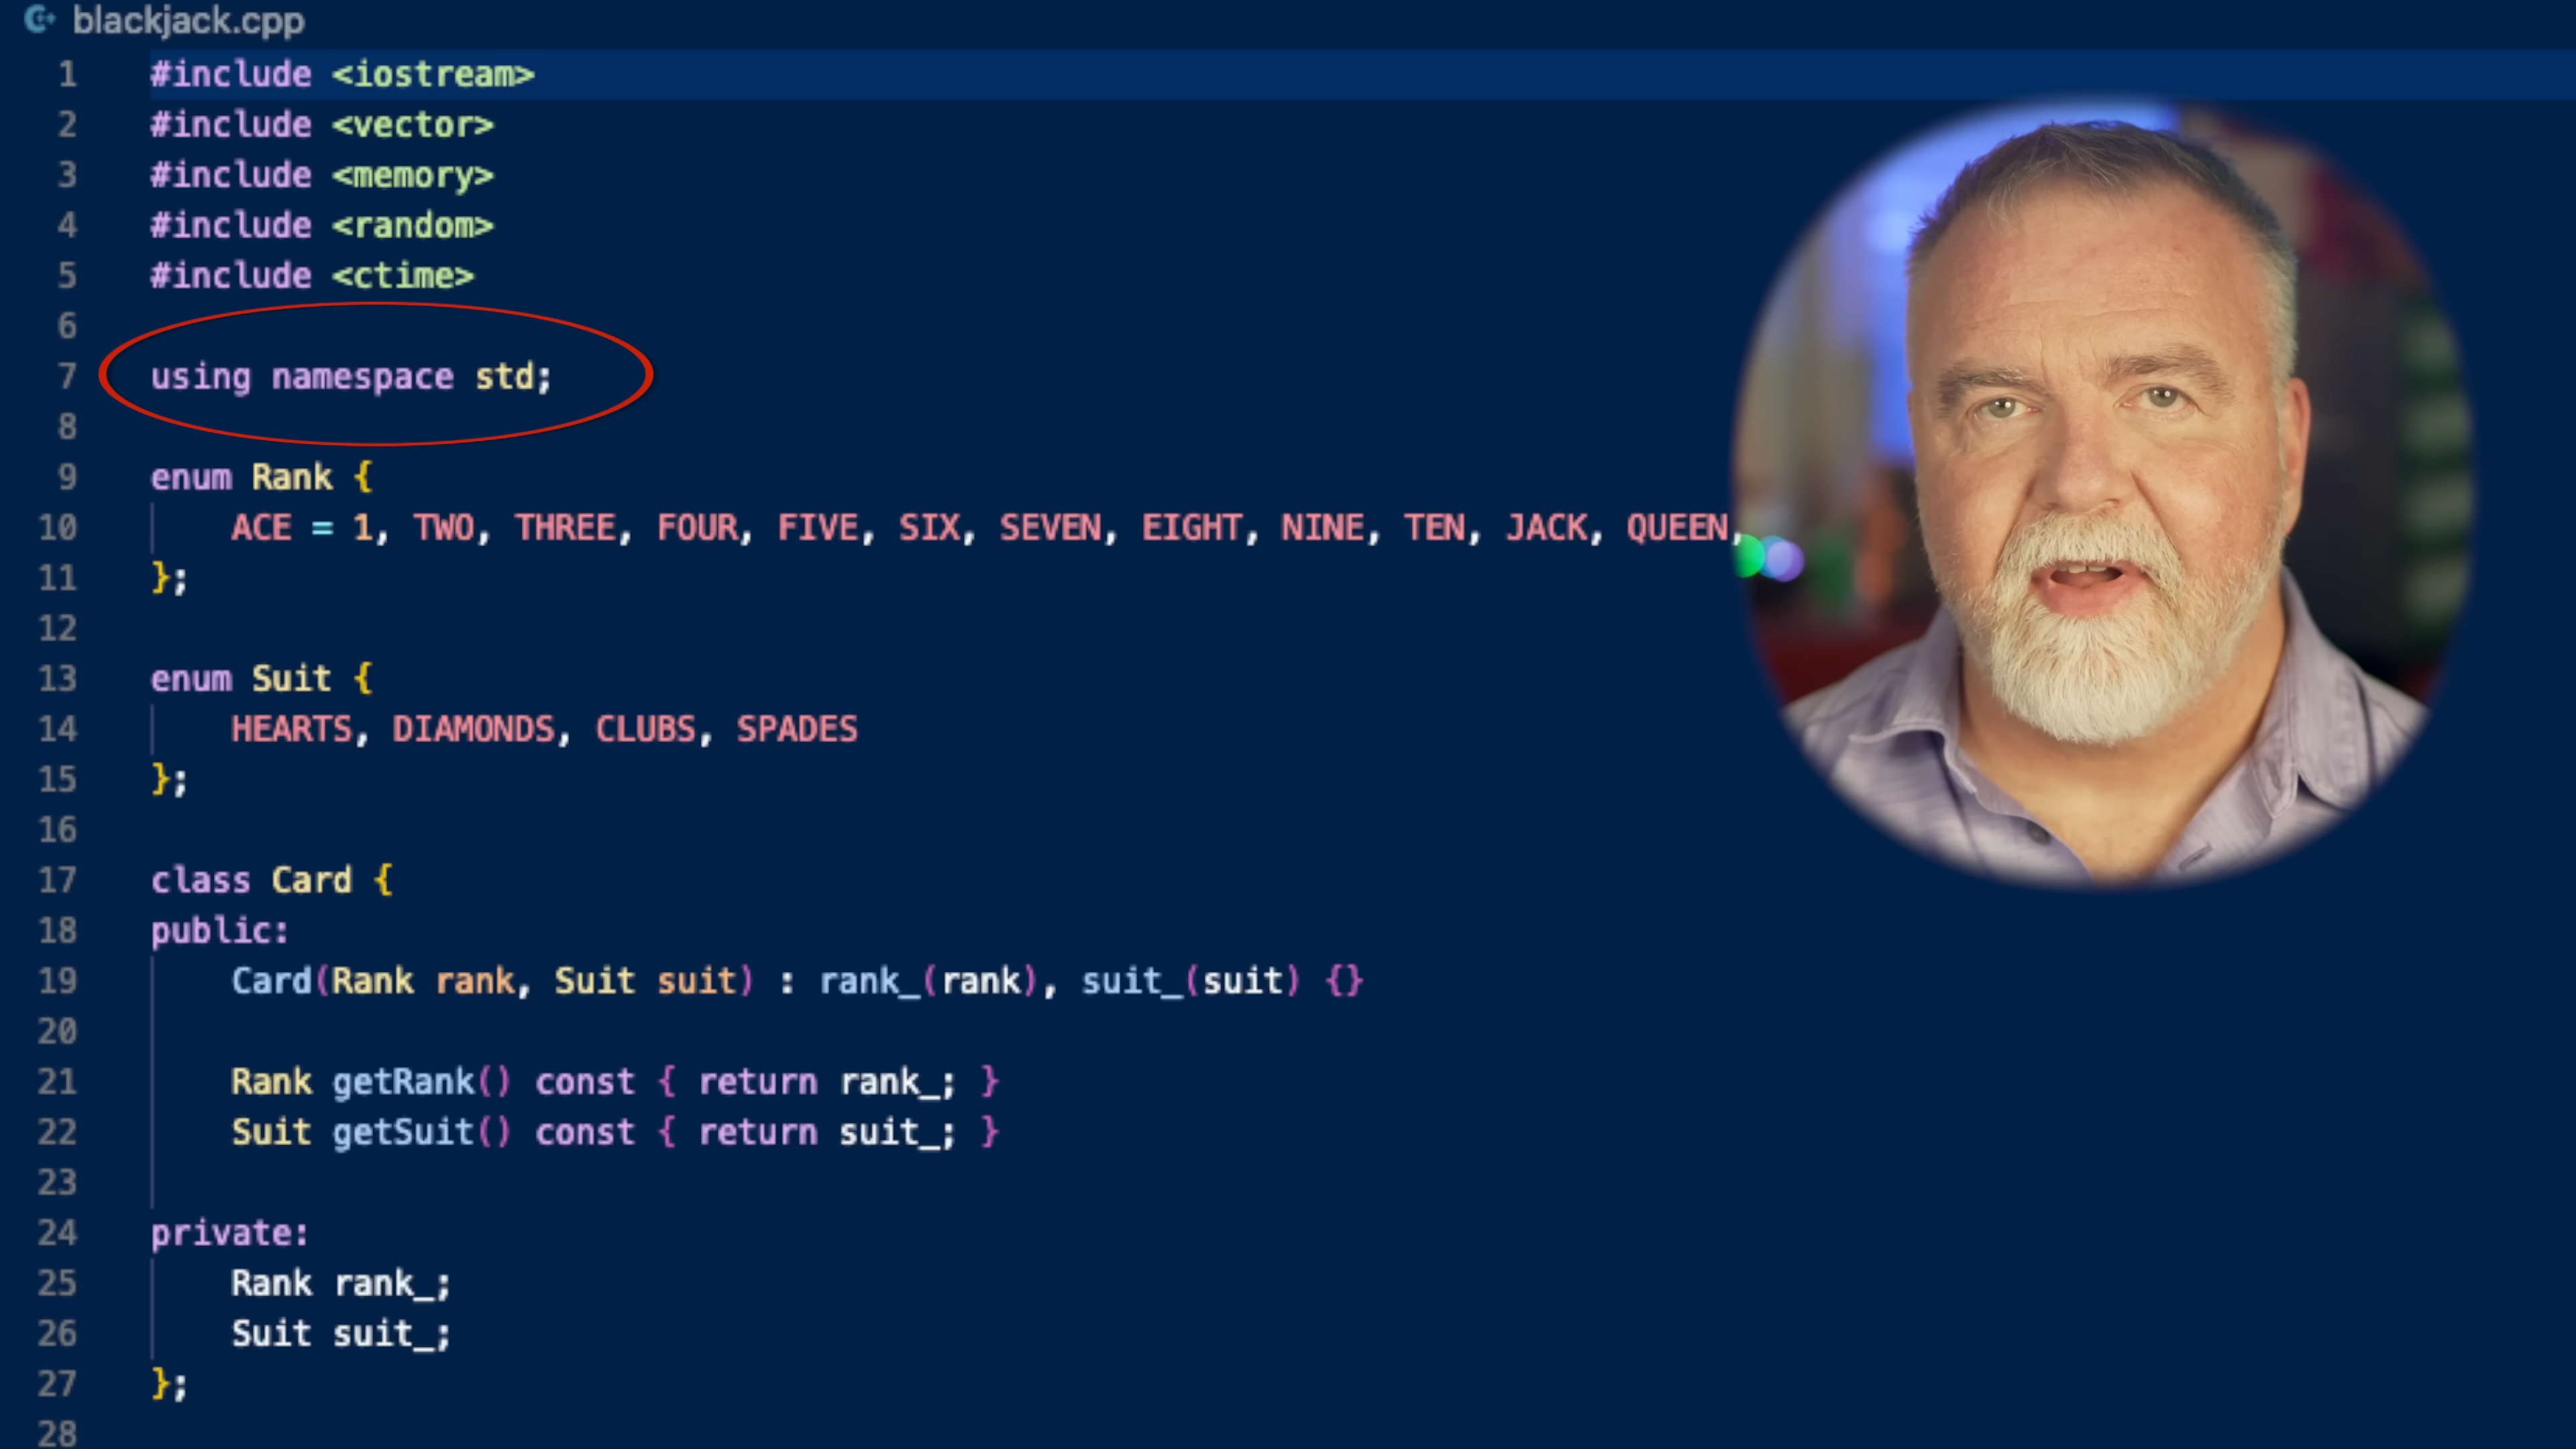 blackjack.cpp
1 #include <iostream>
2 #include <vector>
3 #include <memory>
4 #include <random>
5 #include <ctime>
6
7 using namespace std;
8
9 enum Rank {
10 ACE = 1, TWO, THREE, FOUR, FIVE, SIX, SEVEN, EIGHT, NINE, TEN, JACK, QUEEN,
11 };
12
13 enum Suit {
14 HEARTS, DIAMONDS, CLUBS, SPADES
15 };
16
17 class Card {
18 public:
19 Card(Rank rank, Suit suit) : rank_(rank), suit_(suit) {}
20
21 Rank getRank() const { return rank_; }
22 Suit getSuit() const { return suit_; }
23
24 private:
25 Rank rank_;
26 Suit suit_;
27 };
28